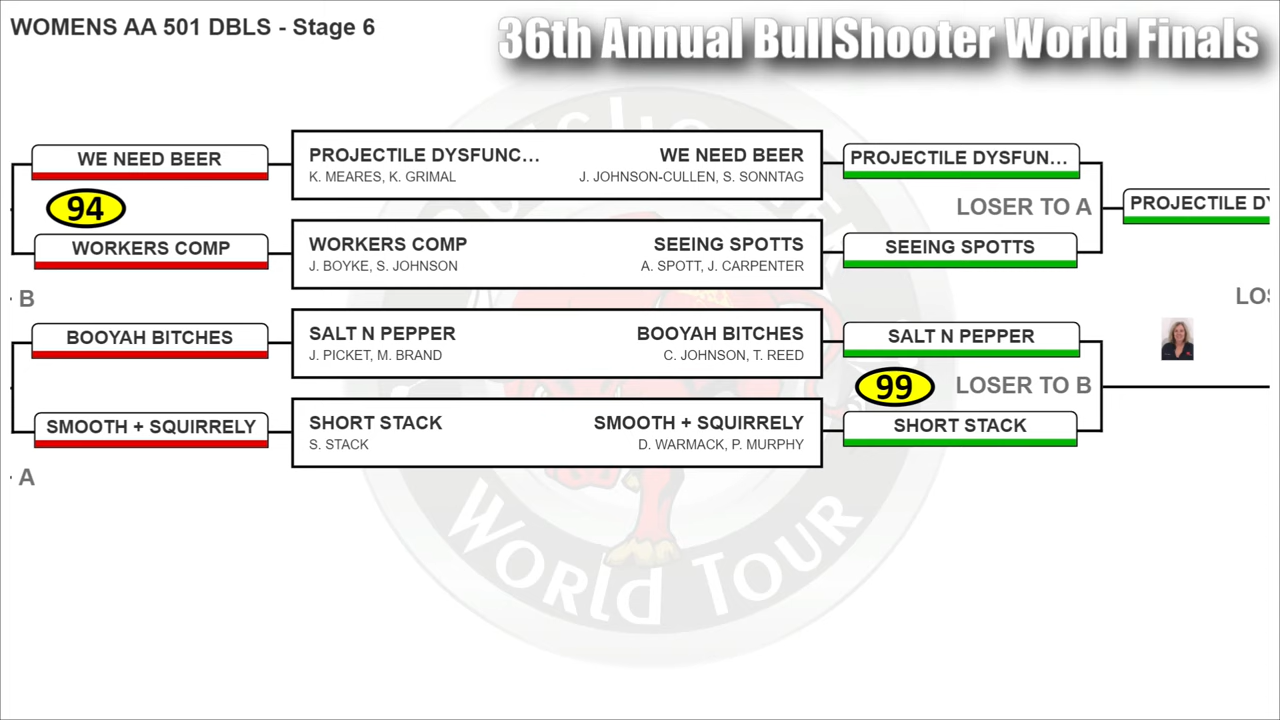 WOMENS AA 501 DBLS - Stage 6
36th Annual BullShooter World Finals
WE NEED BEER
94
WORKERS COMP
B
BOOYAH BITCHES
SMOOTH + SQUIRRELY
A
PROJECTILE DYSFUNC... WE NEED BEER
K. MEARES, K. GRIMAL J. JOHNSON-CULLEN, S. SONNTAG
WORKERS COMP SEEING SPOTTS
J. BOYKE, S. JOHNSON A. SPOTT, J. CARPENTER
SALT N PEPPER BOOYAH BITCHES
J. PICKET, M. BRAND C. JOHNSON, T. REED
SHORT STACK SMOOTH + SQUIRRELY
S. STACK D. WARMACK, P. MURPHY
PROJECTILE DYSFUN...
LOSER TO A
SEEING SPOTTS
SALT N PEPPER
99 LOSER TO B
SHORT STACK
PROJECTILE DY
LOS
World Tour